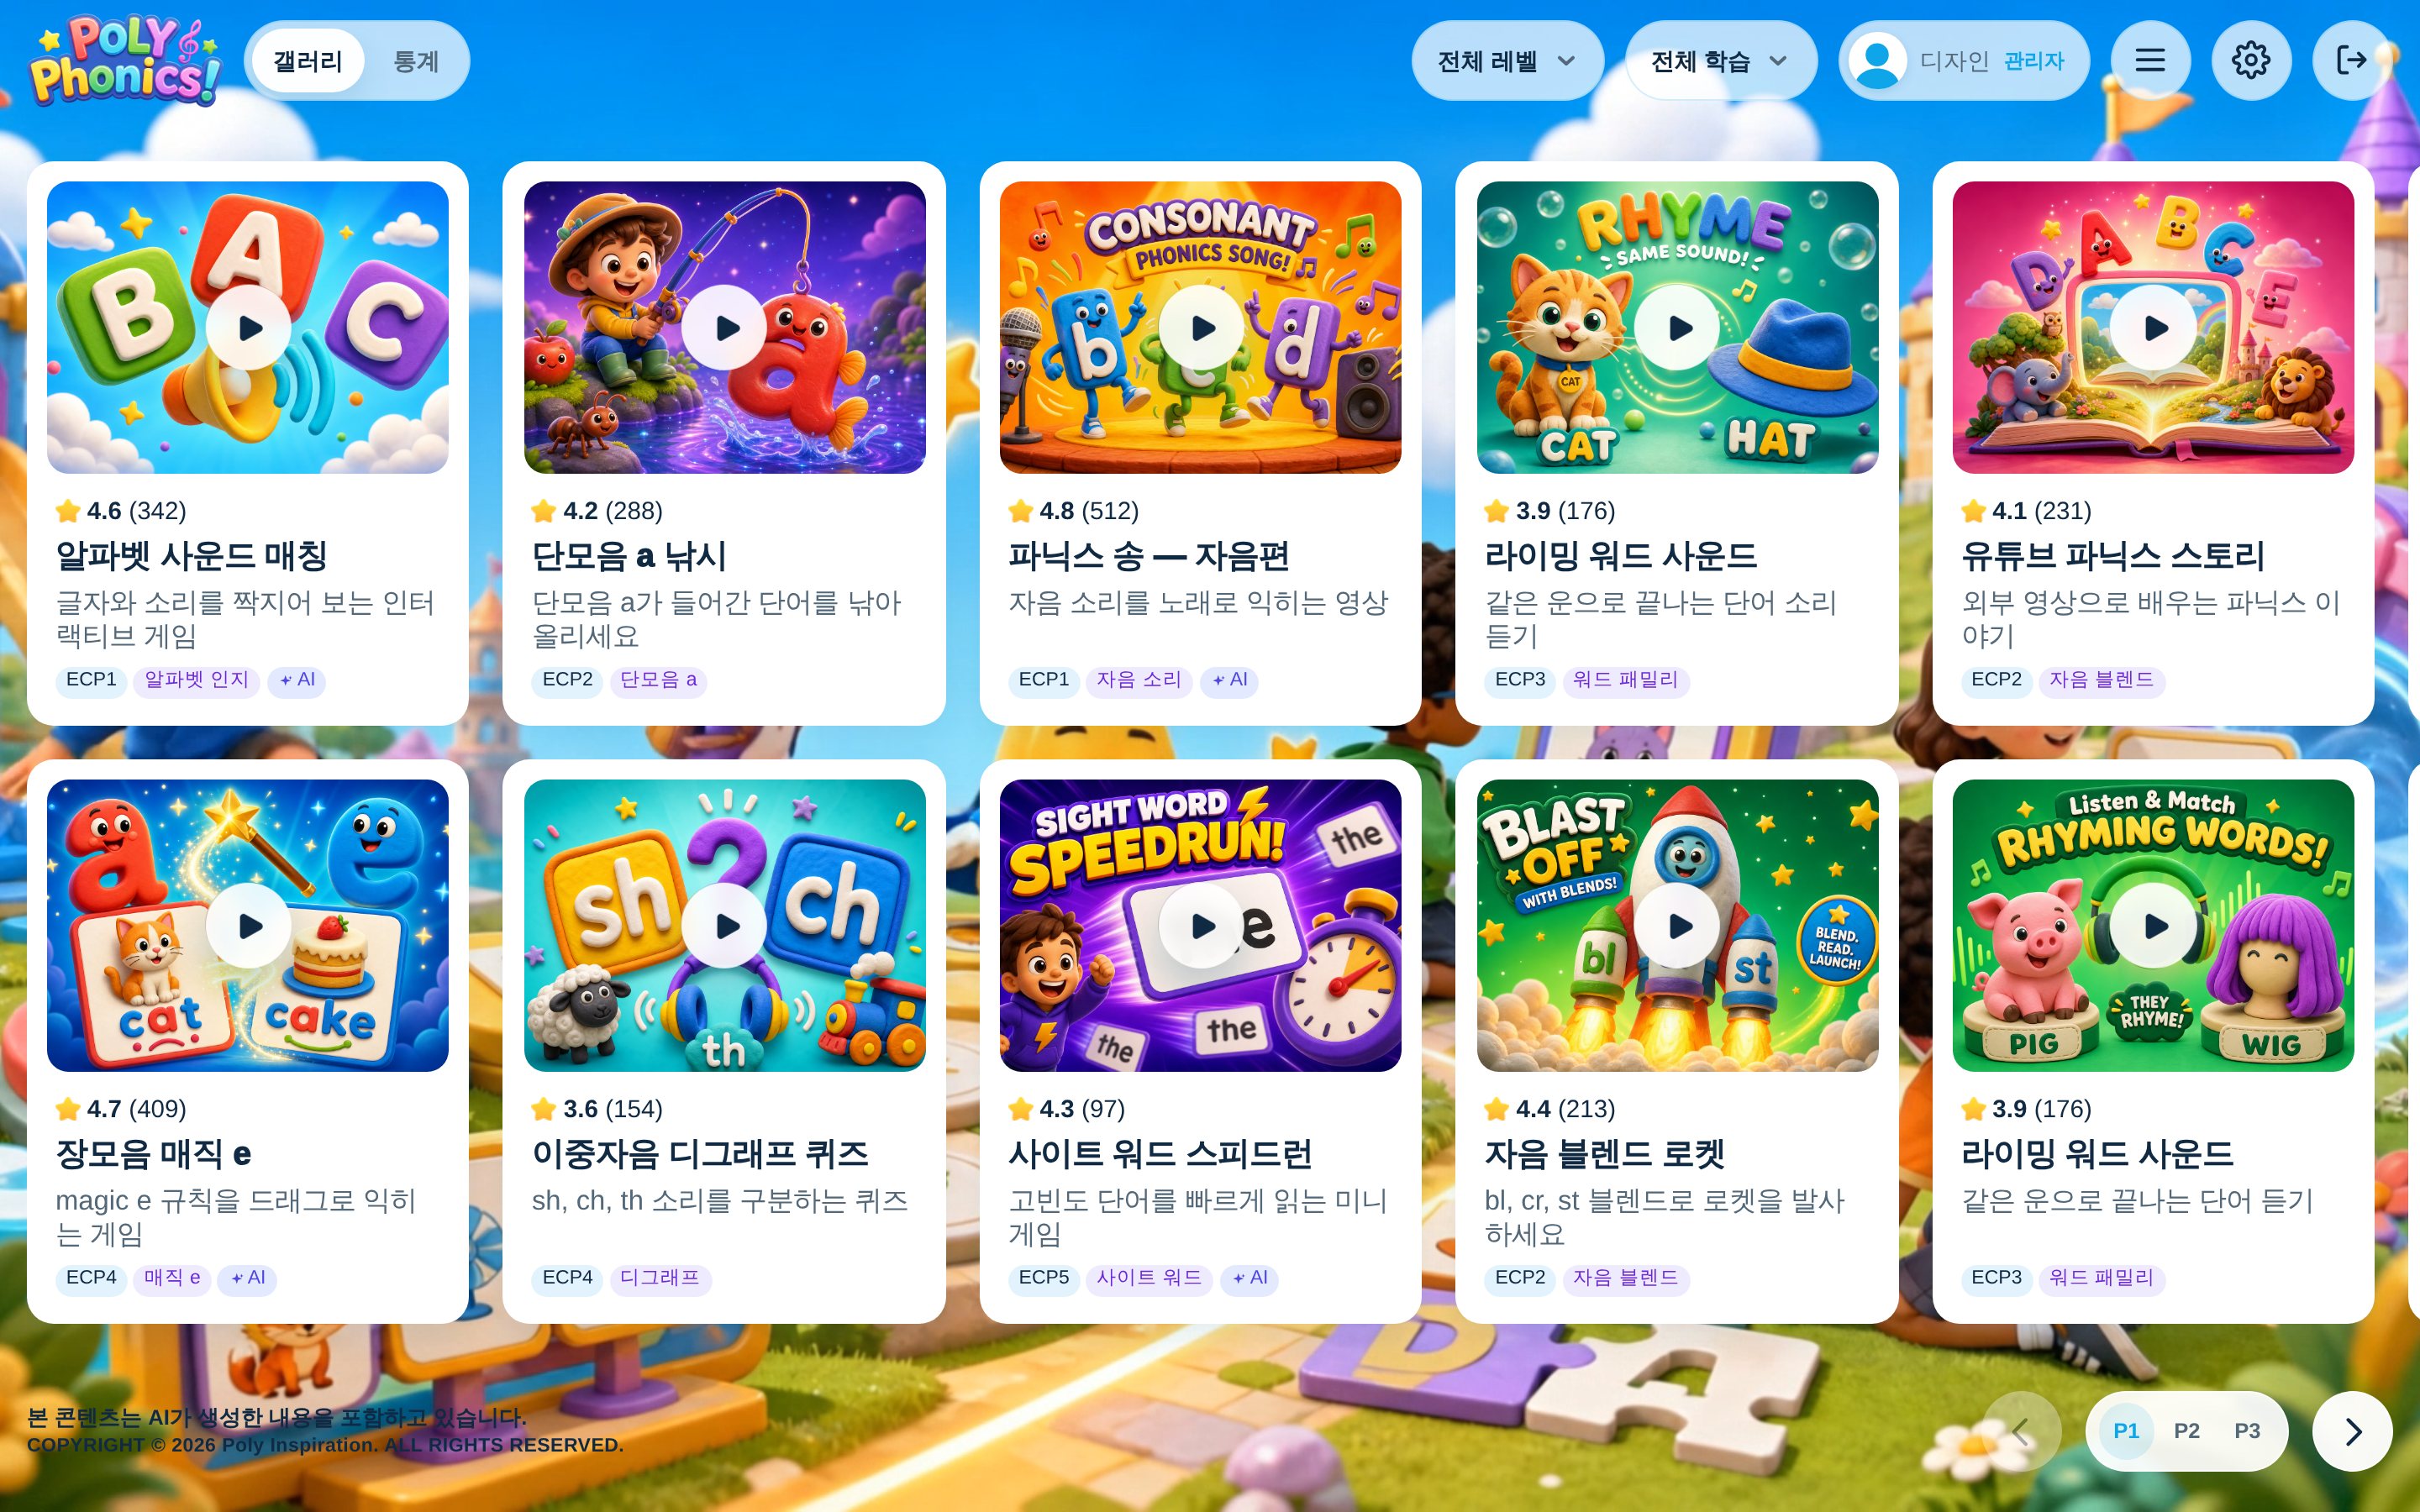 POLY
Phonics!
갤러리 통계
전체 레벨 전체 학습 디자인 관리자
B A C
a
CONSONANT
PHONICS SONG!
b c d
RHYME
SAME SOUND!
CAT
CAT HAT
D A B C E
4.6 (342)
알파벳 사운드 매칭
글자와 소리를 짝지어 보는 인터
랙티브 게임
ECP1 알파벳 인지 AI
4.2 (288)
단모음 a 낚시
단모음 a가 들어간 단어를 낚아
올리세요
ECP2 단모음 a
4.8 (512)
파닉스 송 — 자음편
자음 소리를 노래로 익히는 영상
ECP1 자음 소리 AI
3.9 (176)
라이밍 워드 사운드
같은 운으로 끝나는 단어 소리
듣기
ECP3 워드 패밀리
4.1 (231)
유튜브 파닉스 스토리
외부 영상으로 배우는 파닉스 이
야기
ECP2 자음 블렌드
a e
cat cake
sh ? ch
th
SIGHT WORD
SPEEDRUN!
the
e
the the
BLAST
OFF
WITH BLENDS!
bl st
BLEND.
READ.
LAUNCH!
Listen & Match
RHYMING WORDS!
THEY
RHYME!
PIG WIG
4.7 (409)
장모음 매직 e
magic e 규칙을 드래그로 익히
는 게임
ECP4 매직 e AI
3.6 (154)
이중자음 디그래프 퀴즈
sh, ch, th 소리를 구분하는 퀴즈
ECP4 디그래프
4.3 (97)
사이트 워드 스피드런
고빈도 단어를 빠르게 읽는 미니
게임
ECP5 사이트 워드 AI
4.4 (213)
자음 블렌드 로켓
bl, cr, st 블렌드로 로켓을 발사
하세요
ECP2 자음 블렌드
3.9 (176)
라이밍 워드 사운드
같은 운으로 끝나는 단어 듣기
ECP3 워드 패밀리
D A
본 콘텐츠는 AI가 생성한 내용을 포함하고 있습니다.
COPYRIGHT © 2026 Poly Inspiration. ALL RIGHTS RESERVED.
P1 P2 P3